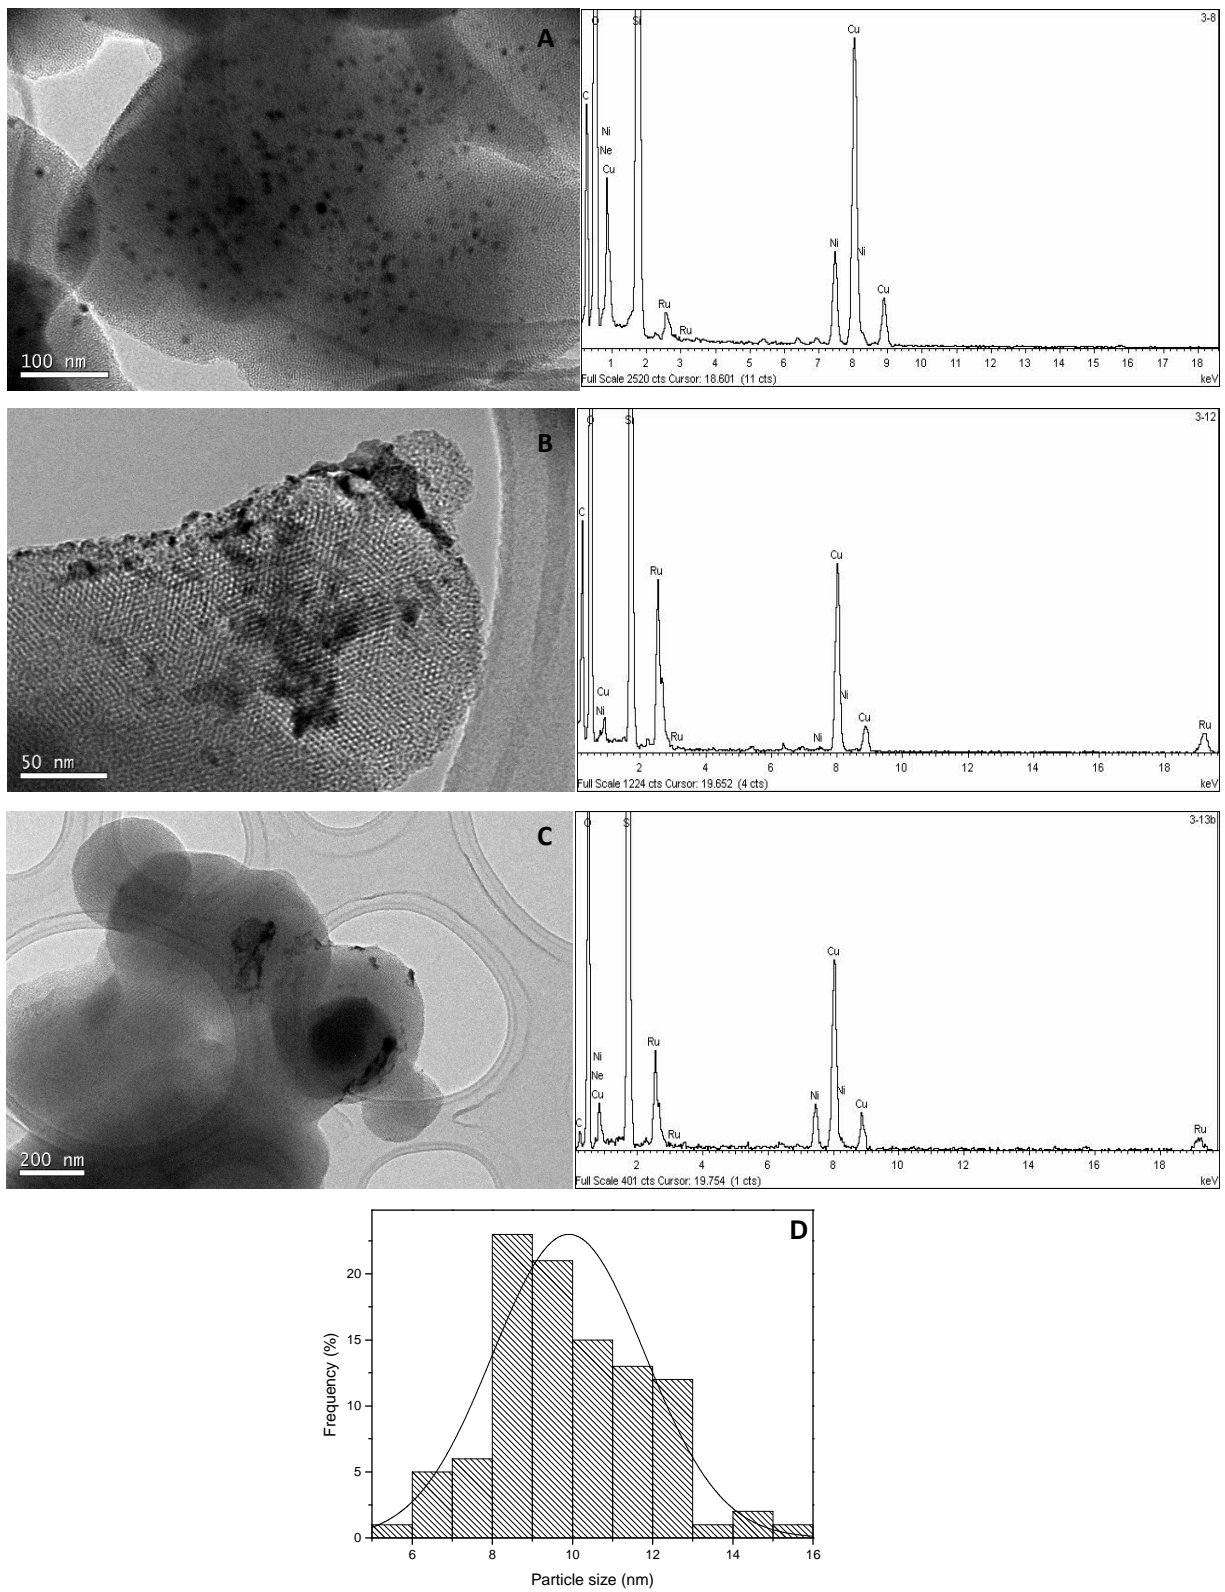 A
100 nm
3-8
O
Si
Cu
C
Ni
Ne
Cu
Ni
Ni
Cu
Ru
Ru
1 2 3 4 5 6 7 8 9 10 11 12 13 14 15 16 17 18
Full Scale 2520 cts Cursor: 18.601 (11 cts)
keV
B
50 nm
3-12
O
Si
C
Cu
Ru
Cu
Ni
Ni
Cu
Ru
Ni
Ru
2 4 6 8 10 12 14 16 18
Full Scale 1224 cts Cursor: 19.652 (4 cts)
keV
C
200 nm
3-13b
O
S
Cu
Ru
Ni
Ne
Cu
Ni
Ni
Cu
C
Ru
Ru
2 4 6 8 10 12 14 16 18
Full Scale 401 cts Cursor: 19.754 (1 cts)
keV
D
20
15
10
5
0
Frequency (%)
6 8 10 12 14 16
Particle size (nm)